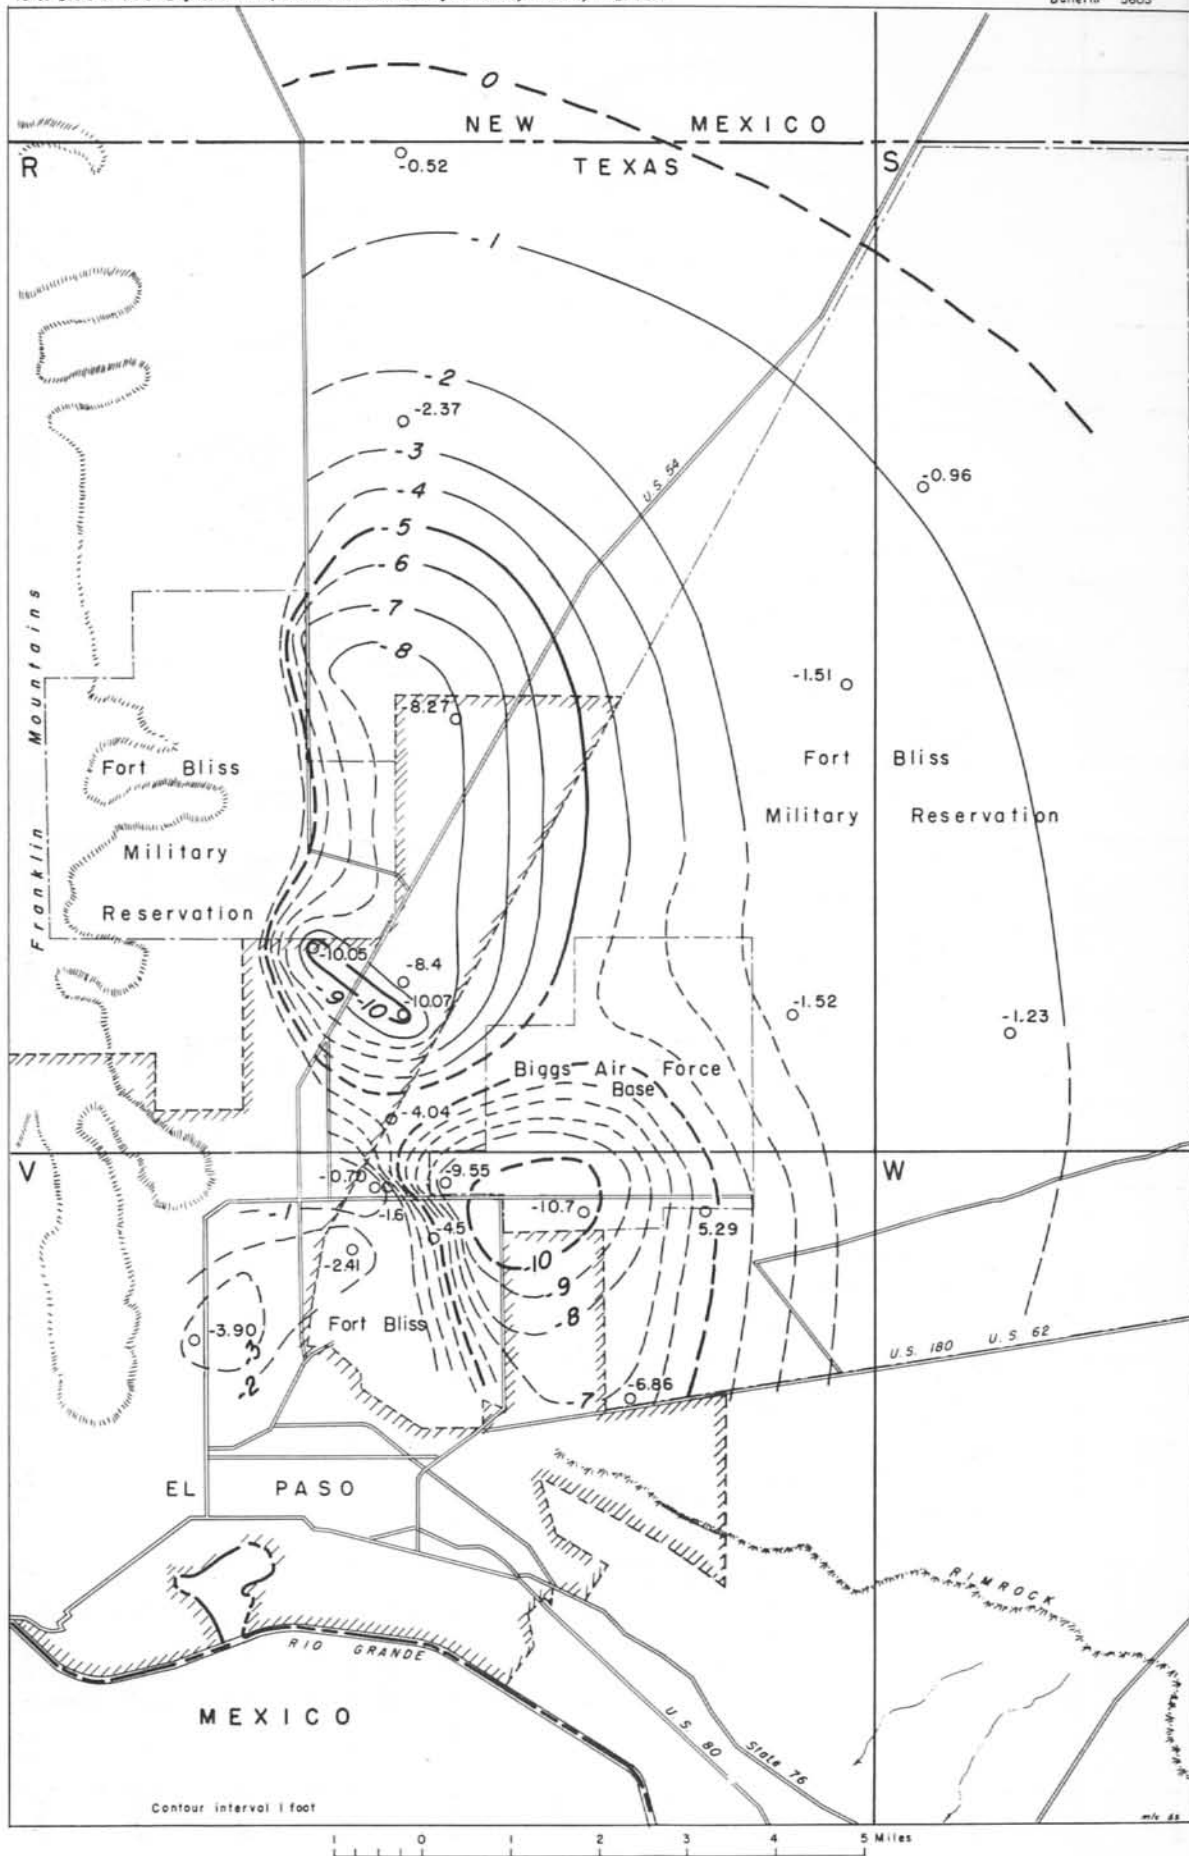 Bulletin 5603
0
NEW MEXICO
R
-0.52
TEXAS
S
-1
-2
-2.37
-3
-4
U.S. 54
-0.96
-5
-6
-7
-8
-1.51
-8.27
Franklin Mountains
Fort Bliss
Military
Reservation
Fort Bliss
Military Reservation
-10.05
-8.4
-9
-10
-10.07
-1.52
-1.23
Biggs Air Force
Base
-4.04
V
W
-0.70
-9.55
-1
-1.6
-10.7
5.29
-4.5
-2.41
-10
-9
-8
-3.90
Fort Bliss
-3
-2
U.S. 180 U.S. 62
-7
-6.86
EL PASO
RIMROCK
RIO GRANDE
MEXICO
U.S. 80
State 76
Contour interval 1 foot
1 0 1 2 3 4 5 Miles